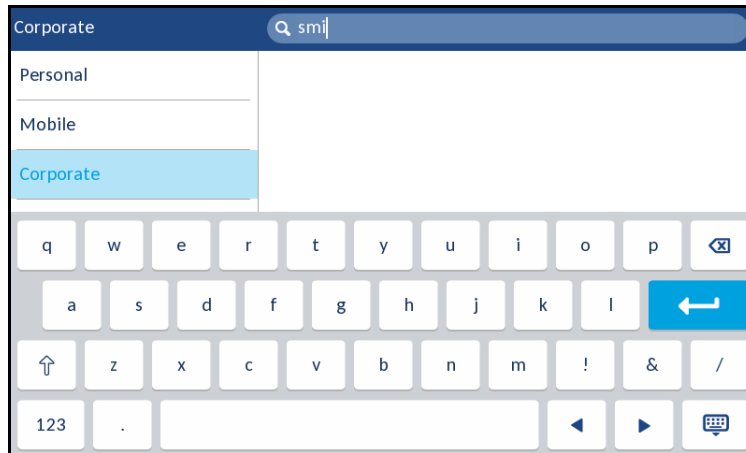 Corporate smi
Personal
Mobile
Corporate
q w e r t y u i o p
a s d f g h j k l
z x c v b n m ! & /
123 .